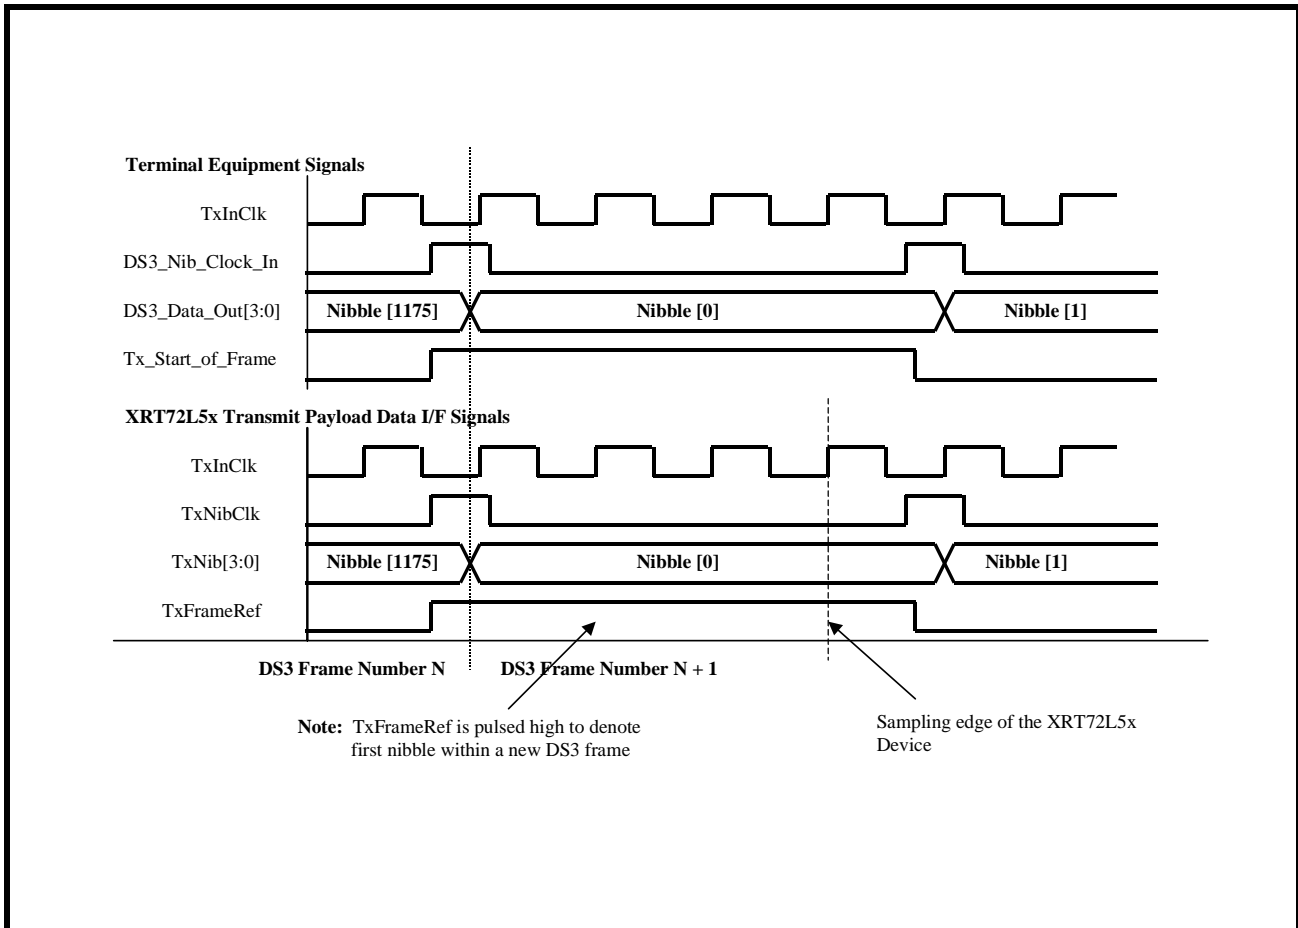 Terminal Equipment Signals
TxInClk
DS3_Nib_Clock_In
DS3_Data_Out[3:0]
Nibble [1175]
Nibble [0]
Nibble [1]
Tx_Start_of_Frame
XRT72L5x Transmit Payload Data I/F Signals
TxInClk
TxNibClk
TxNib[3:0]
Nibble [1175]
Nibble [0]
Nibble [1]
TxFrameRef
DS3 Frame Number N
DS3 Frame Number N + 1
Note: TxFrameRef is pulsed high to denote
first nibble within a new DS3 frame
Sampling edge of the XRT72L5x
Device